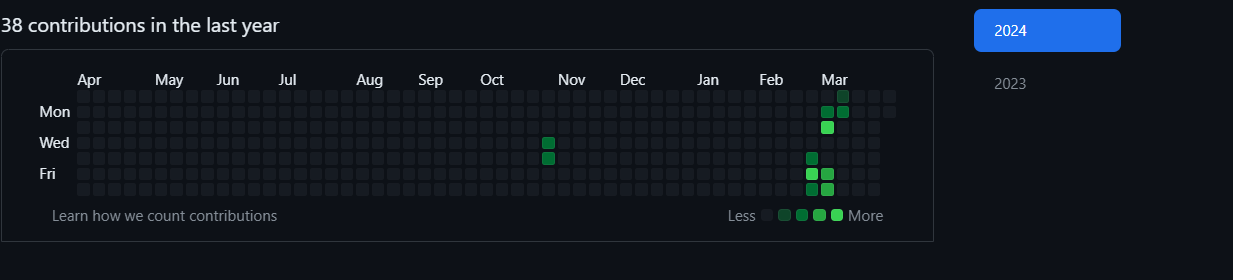 38 contributions in the last year
2024
2023
Apr May Jun Jul Aug Sep Oct Nov Dec Jan Feb Mar
Mon
Wed
Fri
Learn how we count contributions
Less More